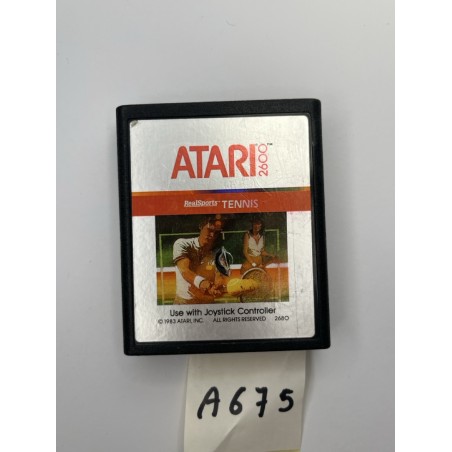 ATARI 2600™
RealSports™ TENNIS
Use with Joystick Controller
© 1983 ATARI, INC. ALL RIGHTS RESERVED 2680
A675